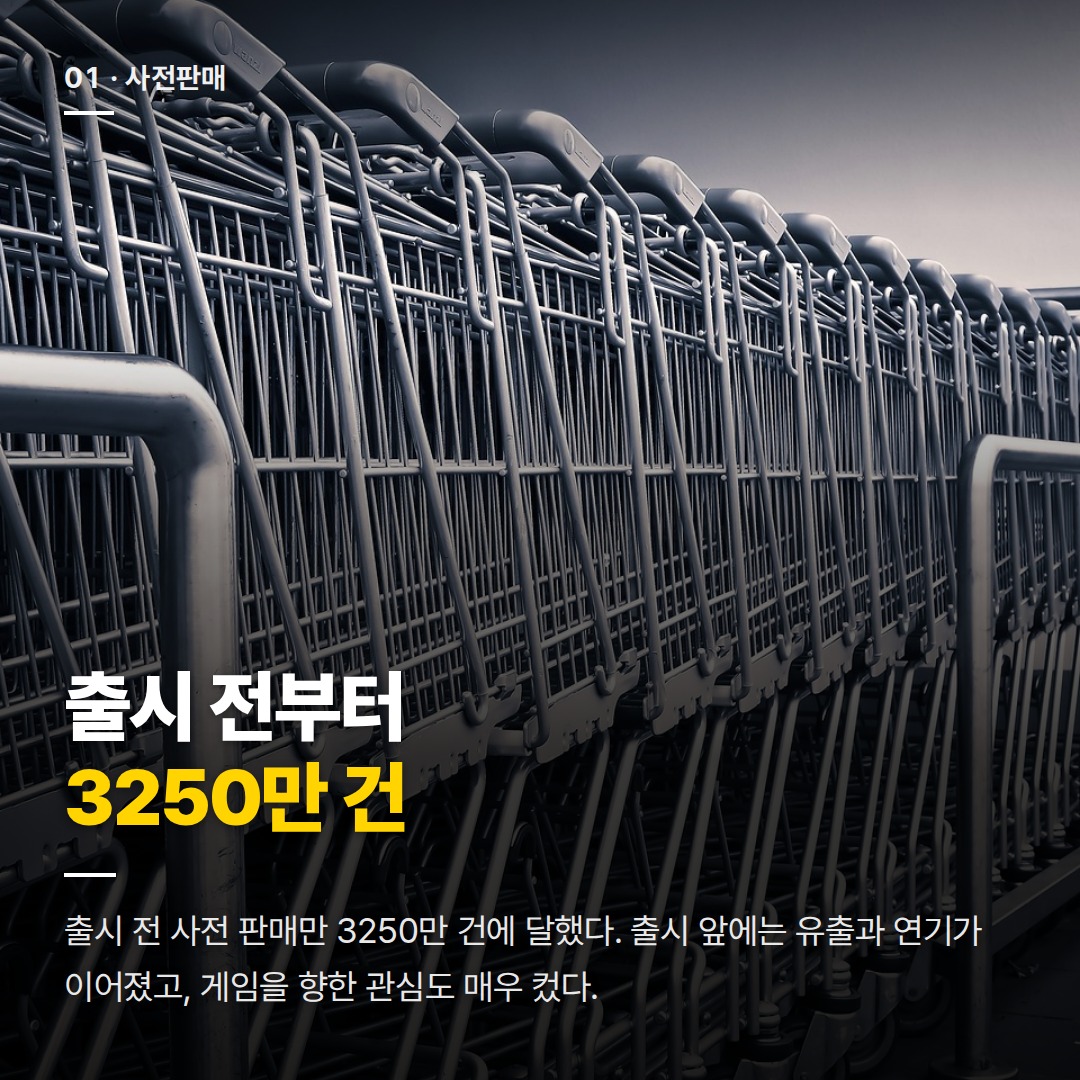 01 · 사전판매
출시 전부터
3250만 건
출시 전 사전 판매만 3250만 건에 달했다. 출시 앞에는 유출과 연기가
이어졌고, 게임을 향한 관심도 매우 컸다.